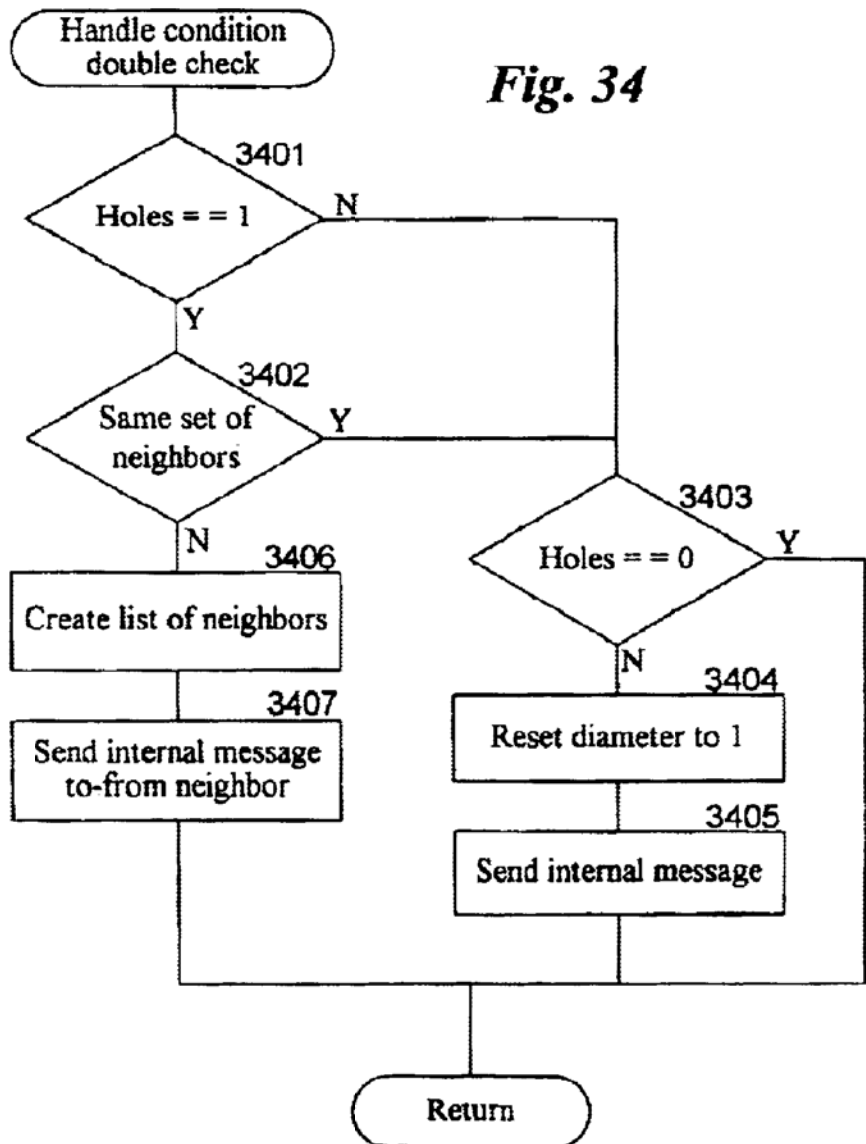 Handle condition
double check
Fig. 34
3401
Holes = = 1
N
Y
3402
Same set of
neighbors
Y
N
3403
Holes = = 0
Y
N
3406
Create list of neighbors
3407
Send internal message
to-from neighbor
3404
Reset diameter to 1
3405
Send internal message
Return